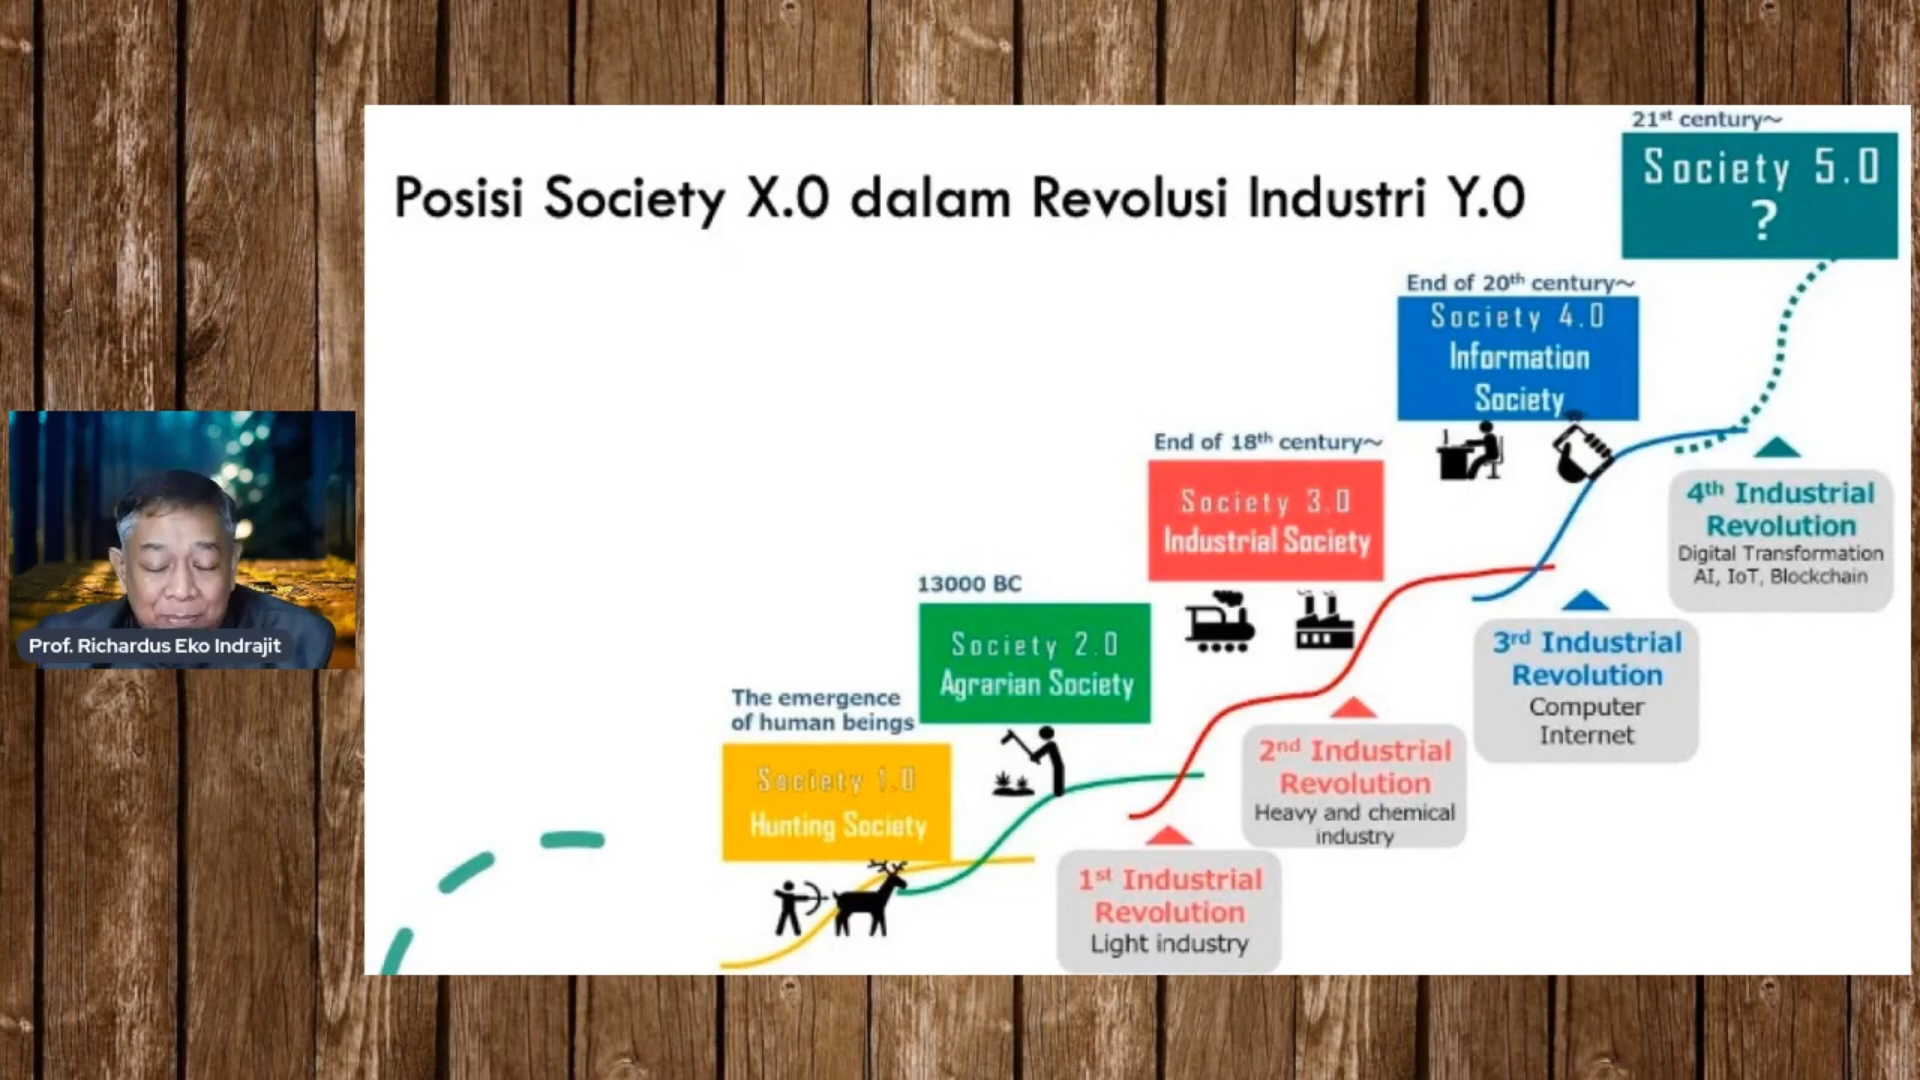 Posisi Society X.0 dalam Revolusi Industri Y.0
21st century~
Society 5.0
?
End of 20th century~
Society 4.0
Information
Society
End of 18th century~
Society 3.0
Industrial Society
13000 BC
Society 2.0
Agrarian Society
The emergence
of human beings
Society 1.0
Hunting Society
4th Industrial
Revolution
Digital Transformation
AI, IoT, Blockchain
3rd Industrial
Revolution
Computer
Internet
2nd Industrial
Revolution
Heavy and chemical
industry
1st Industrial
Revolution
Light industry
Prof. Richardus Eko Indrajit